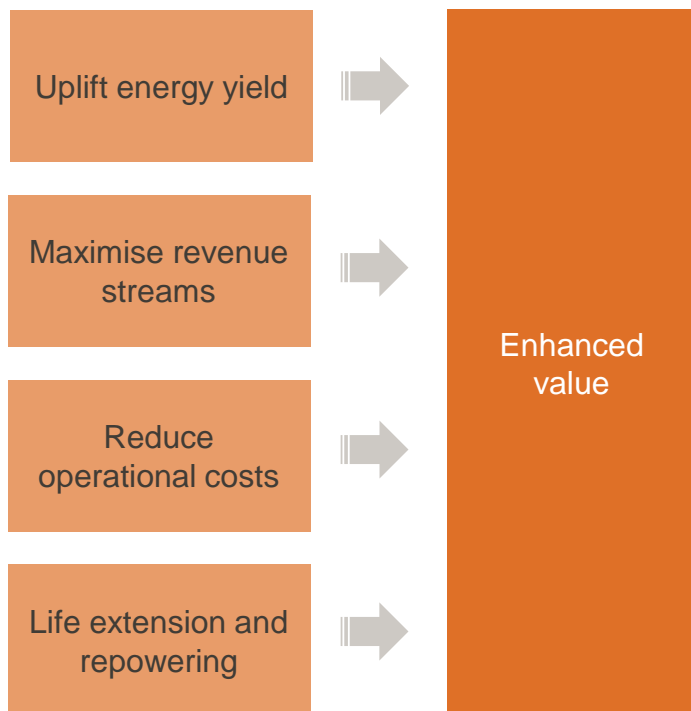 Uplift energy yield
Maximise revenue
streams
Reduce
operational costs
Life extension and
repowering
Enhanced
value